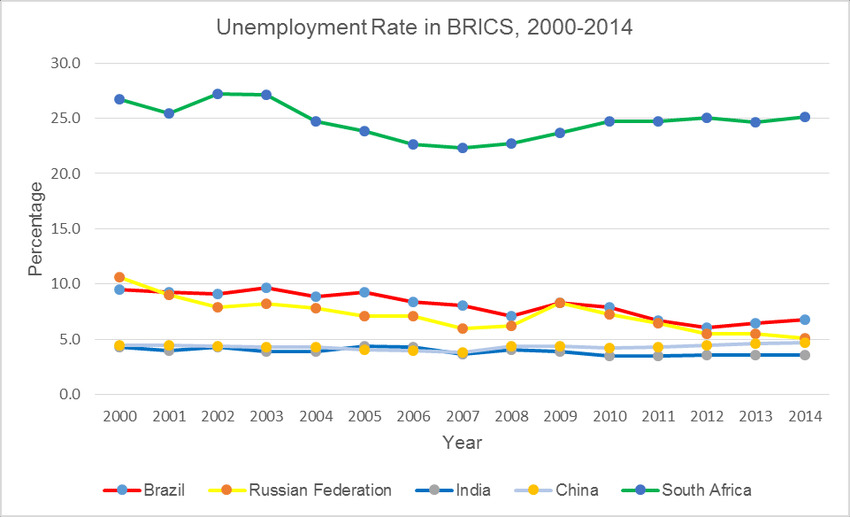 Unemployment Rate in BRICS, 2000-2014
30.0
25.0
20.0
15.0
10.0
5.0
0.0
Percentage
2000 2001 2002 2003 2004 2005 2006 2007 2008 2009 2010 2011 2012 2013 2014
Year
Brazil Russian Federation India China South Africa